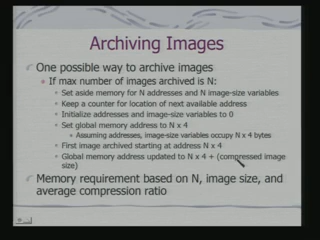 Archiving Images
One possible way to archive images
If max number of images archived is N:
Set aside memory for N addresses and N image-size variables
Keep a counter for location of next available address
Initialize addresses and image-size variables to 0
Set global memory address to N x 4
Assuming addresses, image-size variables occupy N x 4 bytes
First image archived starting at address N x 4
Global memory address updated to N x 4 + (compressed image
size)
Memory requirement based on N, image size, and
average compression ratio